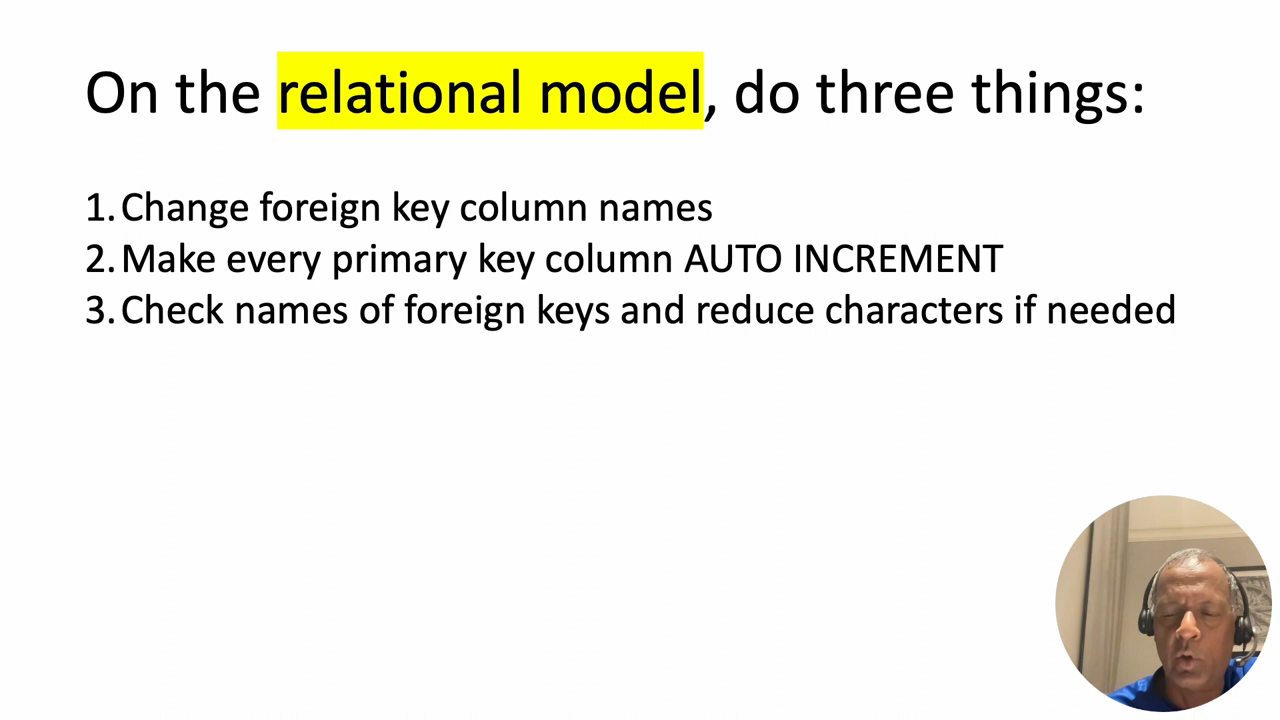 On the relational model, do three things:
1. Change foreign key column names
2. Make every primary key column AUTO INCREMENT
3. Check names of foreign keys and reduce characters if needed